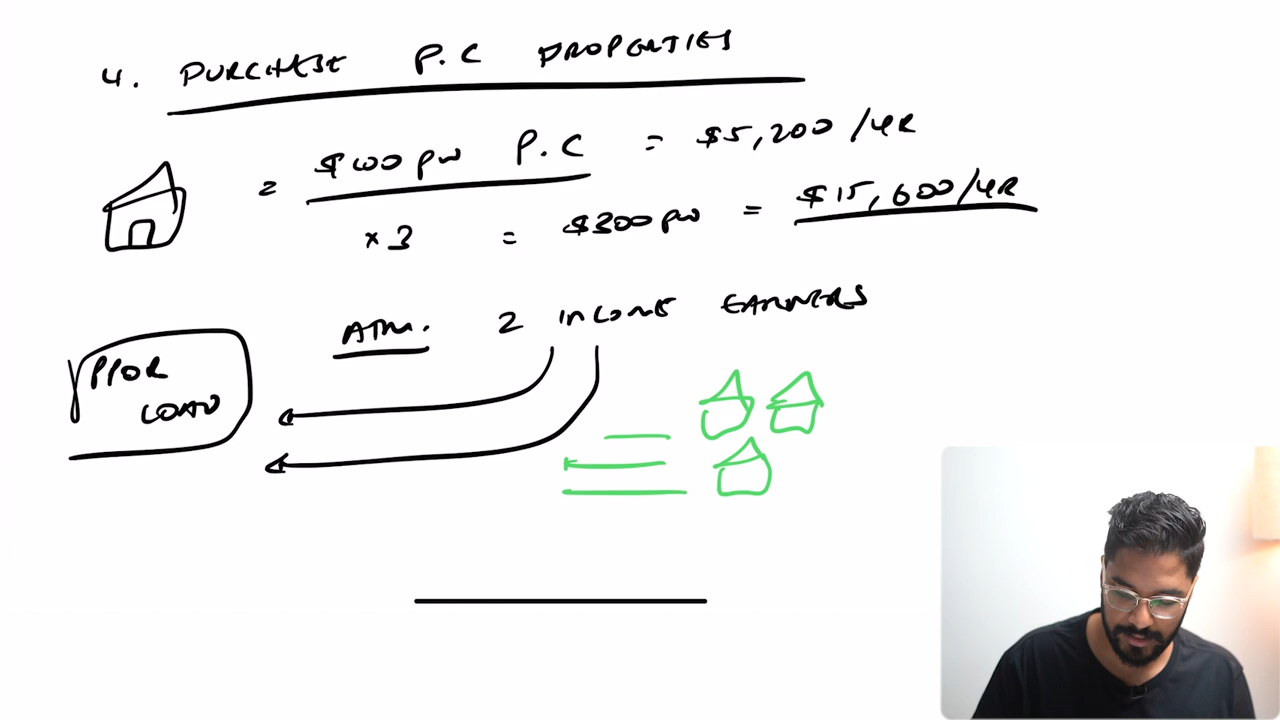 4. PURCHASE P.C PROPERTIES
= $100 pw P.C = $5,200 /YR
x 3 = $300 pw = $15,600/YR
ATM. 2 INCOME EARNERS
PPOR
LOAN